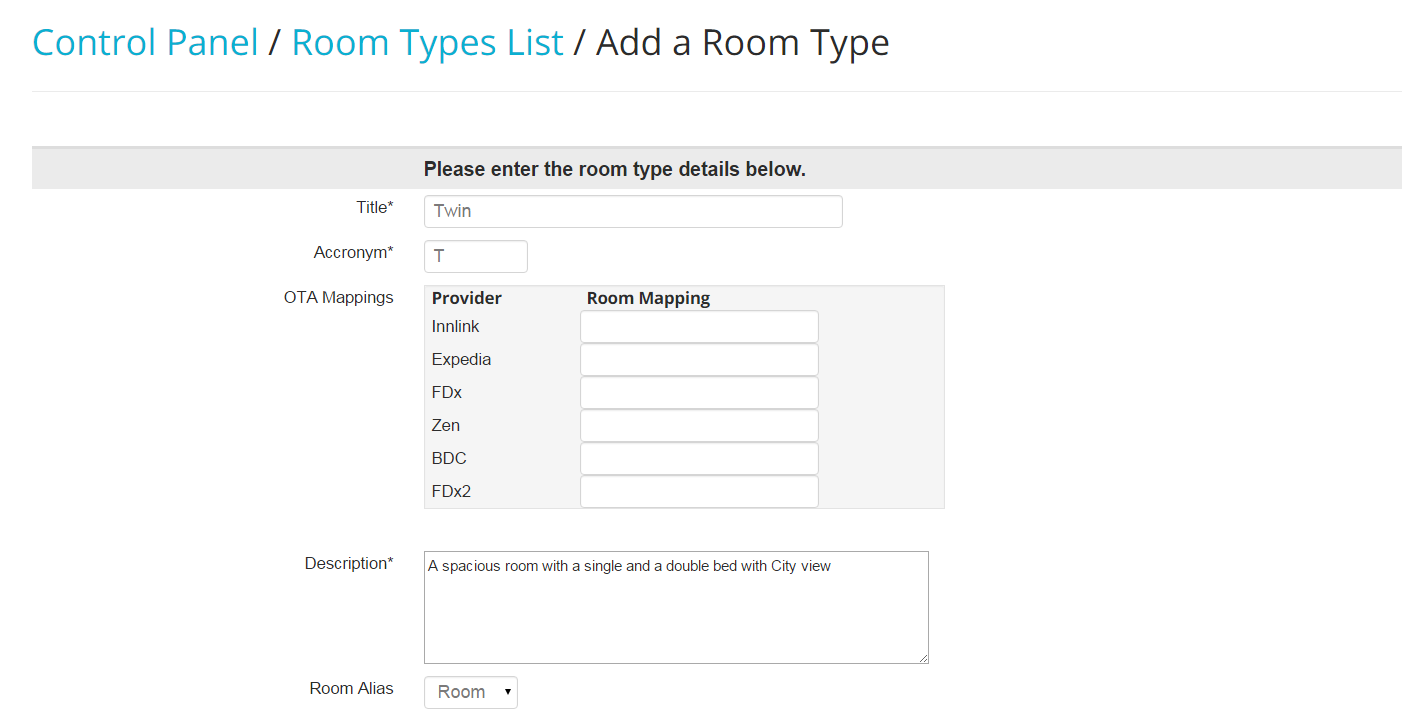 Control Panel / Room Types List / Add a Room Type
Please enter the room type details below.
Title* Twin
Accronym* T
OTA Mappings Provider Room Mapping
Innlink
Expedia
FDx
Zen
BDC
FDx2
Description* A spacious room with a single and a double bed with City view
Room Alias Room